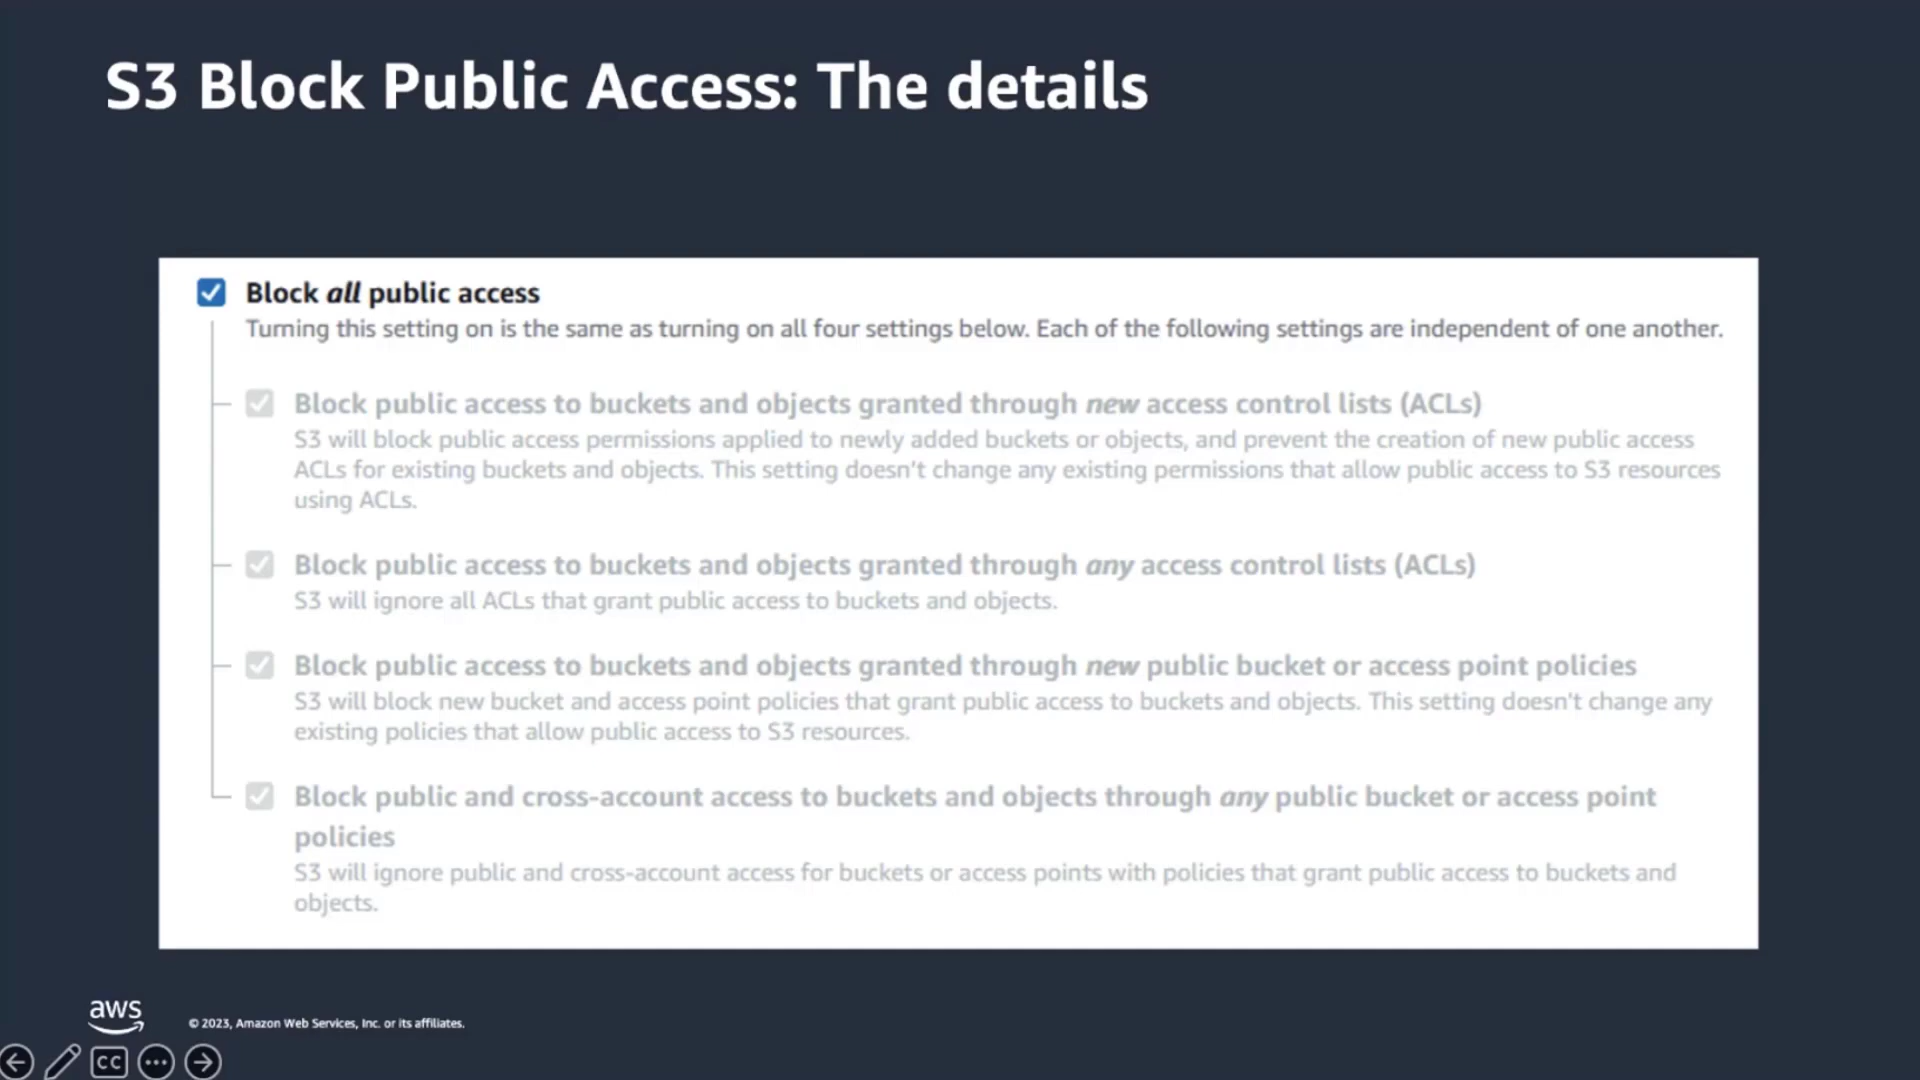 S3 Block Public Access: The details
Block all public access
Turning this setting on is the same as turning on all four settings below. Each of the following settings are independent of one another.
Block public access to buckets and objects granted through new access control lists (ACLs)
S3 will block public access permissions applied to newly added buckets or objects, and prevent the creation of new public access
ACLs for existing buckets and objects. This setting doesn't change any existing permissions that allow public access to S3 resources
using ACLs.
Block public access to buckets and objects granted through any access control lists (ACLs)
S3 will ignore all ACLs that grant public access to buckets and objects.
Block public access to buckets and objects granted through new public bucket or access point policies
S3 will block new bucket and access point policies that grant public access to buckets and objects. This setting doesn't change any
existing policies that allow public access to S3 resources.
Block public and cross-account access to buckets and objects through any public bucket or access point
policies
S3 will ignore public and cross-account access for buckets or access points with policies that grant public access to buckets and
objects.
aws
© 2023, Amazon Web Services, Inc. or its affiliates.
CC